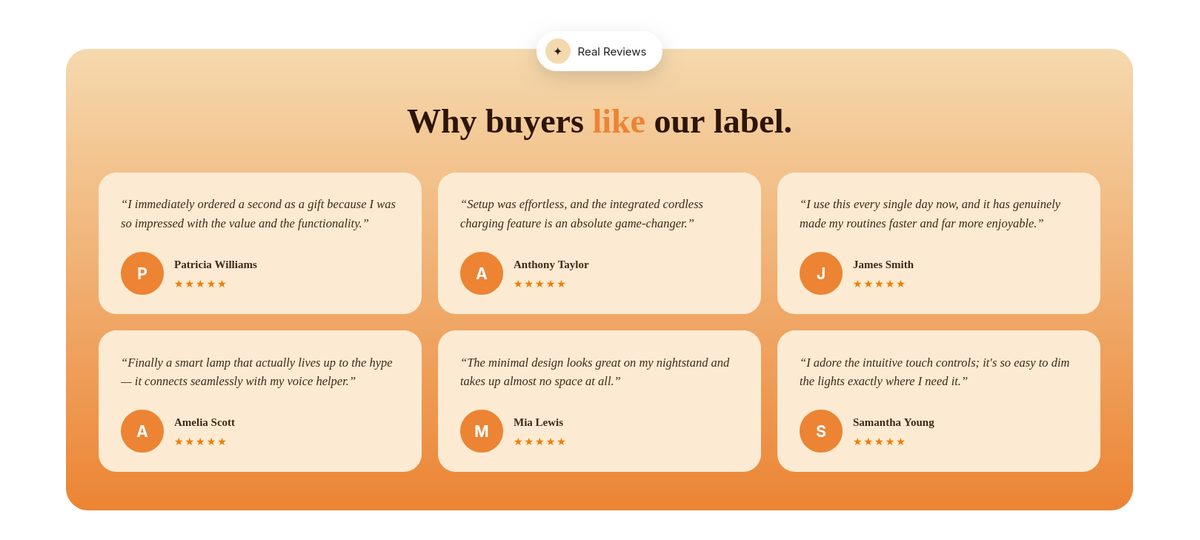 ✦ Real Reviews
Why buyers like our label.
“I immediately ordered a second as a gift because I was
so impressed with the value and the functionality.”
P
Patricia Williams
★★★★★
“Setup was effortless, and the integrated cordless
charging feature is an absolute game-changer.”
A
Anthony Taylor
★★★★★
“I use this every single day now, and it has genuinely
made my routines faster and far more enjoyable.”
J
James Smith
★★★★★
“Finally a smart lamp that actually lives up to the hype
— it connects seamlessly with my voice helper.”
A
Amelia Scott
★★★★★
“The minimal design looks great on my nightstand and
takes up almost no space at all.”
M
Mia Lewis
★★★★★
“I adore the intuitive touch controls; it's so easy to dim
the lights exactly where I need it.”
S
Samantha Young
★★★★★